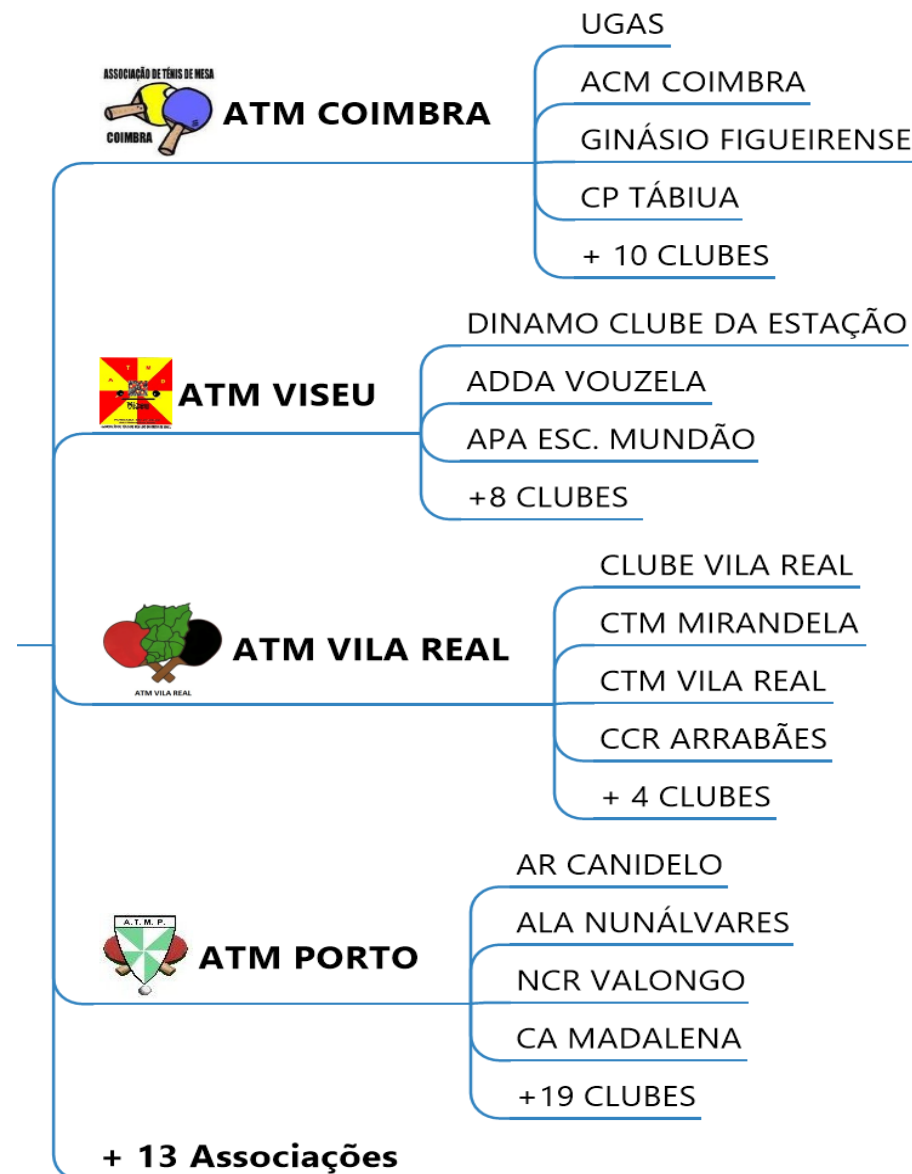 UGAS
ASSOCIAÇÃO DE TÉNIS DE MESA
COIMBRA
ATM COIMBRA
ACM COIMBRA
GINÁSIO FIGUEIRENSE
CP TÁBIUA
+ 10 CLUBES
DINAMO CLUBE DA ESTAÇÃO
ATM VISEU
ADDA VOUZELA
APA ESC. MUNDÃO
+8 CLUBES
CLUBE VILA REAL
CTM MIRANDELA
ATM VILA REAL
ATM VILA REAL
CTM VILA REAL
CCR ARRABÃES
+ 4 CLUBES
AR CANIDELO
ALA NUNÁLVARES
A. T. M. P.
ATM PORTO
NCR VALONGO
CA MADALENA
+19 CLUBES
+ 13 Associações